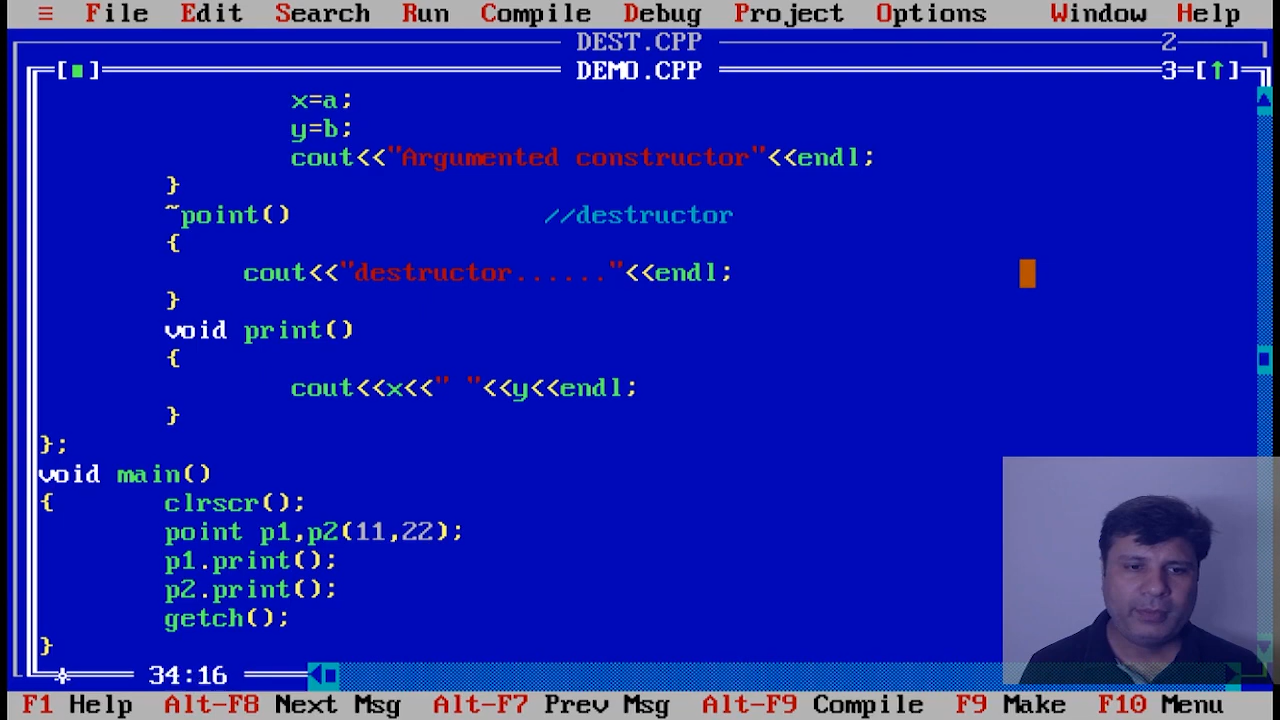 ≡ File Edit Search Run Compile Debug Project Options Window Help
DEST.CPP 2
[■] DEMO.CPP 3=[↑]
x=a;
y=b;
cout<<"Argumented constructor"<<endl;
}
~point() //destructor
{
cout<<"destructor......"<<endl;
}
void print()
{
cout<<x<<" "<<y<<endl;
}
};
void main()
{ clrscr();
point p1,p2(11,22);
p1.print();
p2.print();
getch();
}
34:16
F1 Help Alt-F8 Next Msg Alt-F7 Prev Msg Alt-F9 Compile F9 Make F10 Menu